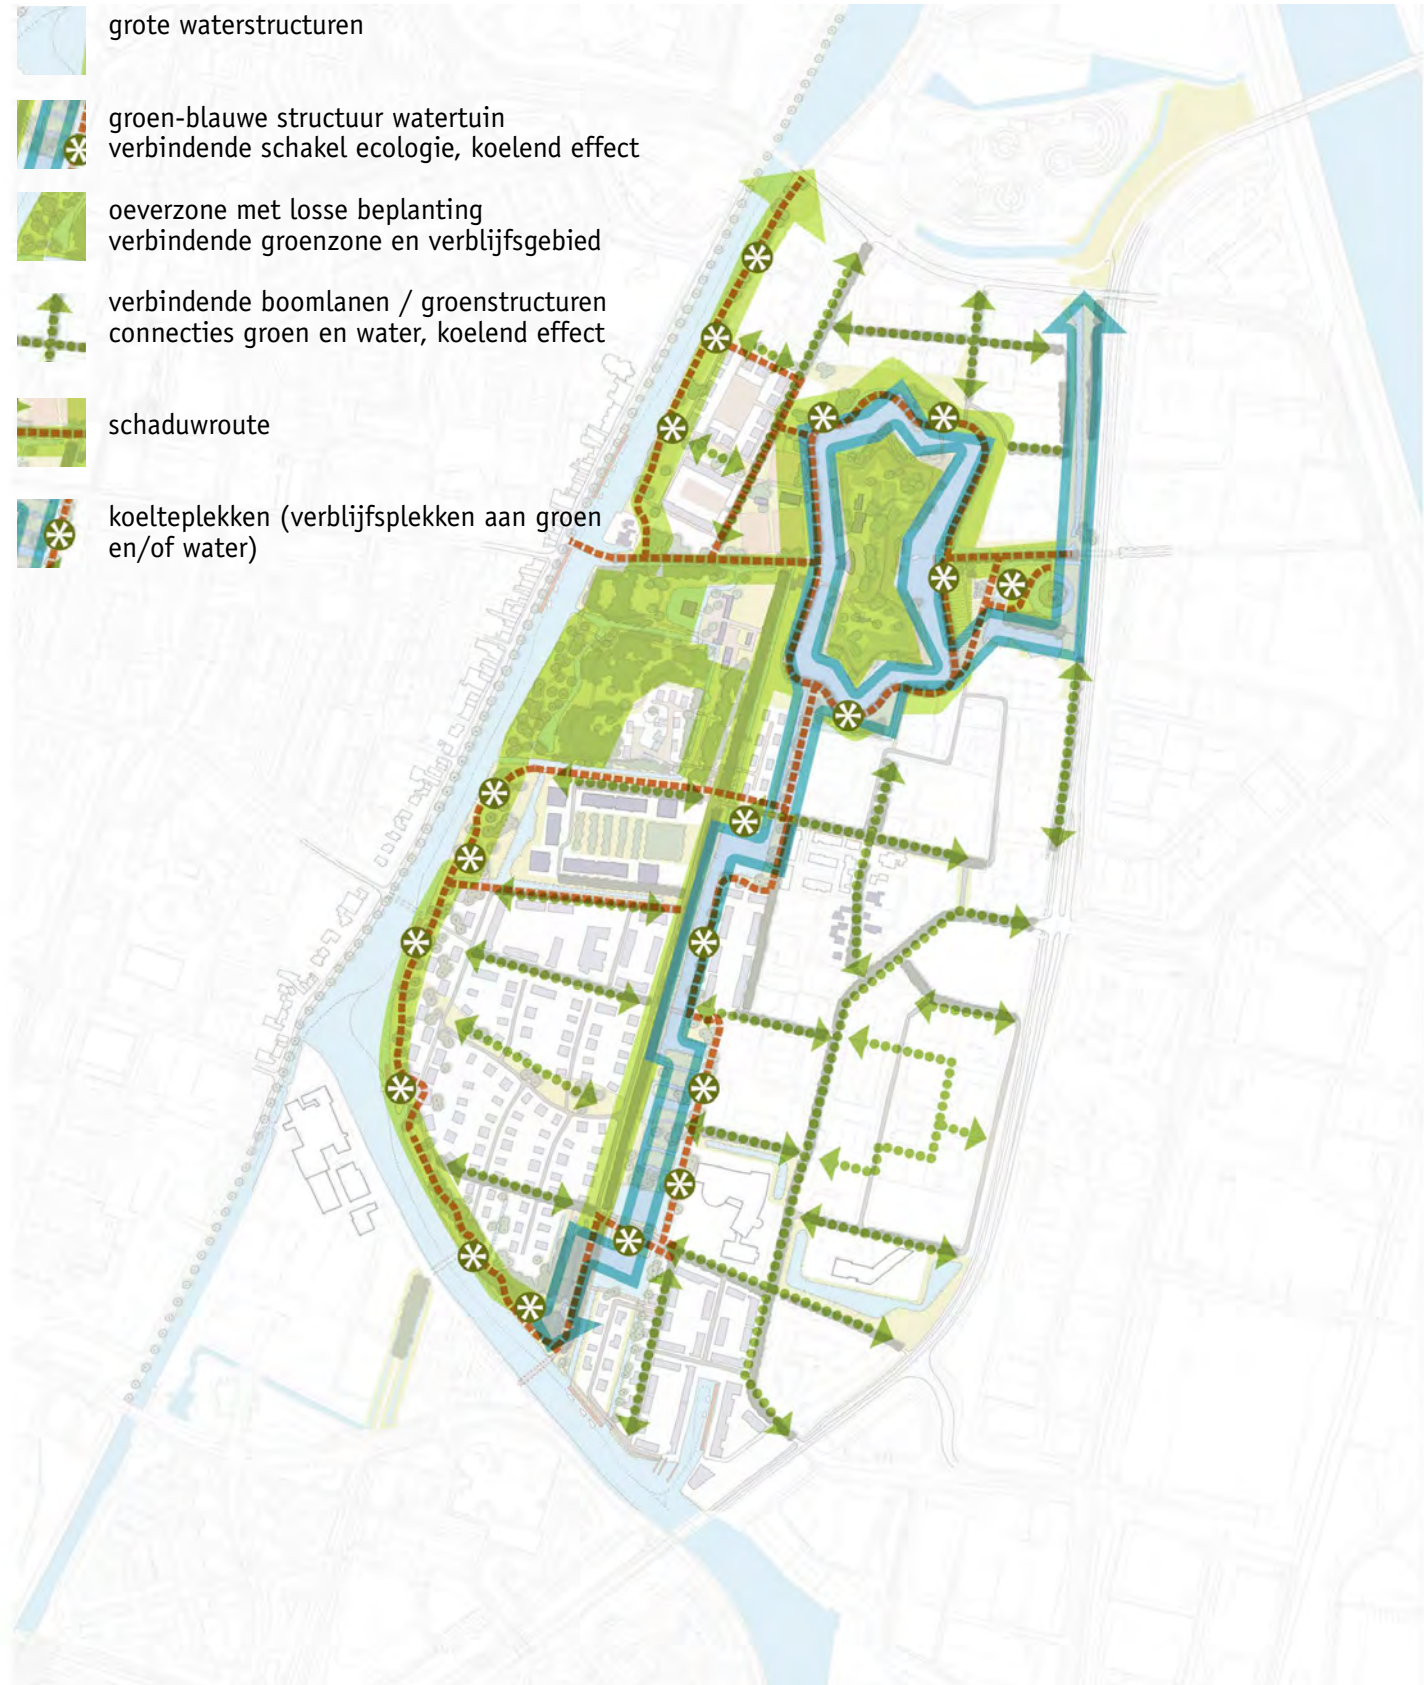 grote waterstructuren
groen-blauwe structuur watertuin
verbindende schakel ecologie, koelend effect
oeverzone met losse beplanting
verbindende groenzone en verblijfsgebied
verbindende boomlanen / groenstructuren
connecties groen en water, koelend effect
schaduwroute
koelteplekken (verblijfsplekken aan groen
en/of water)